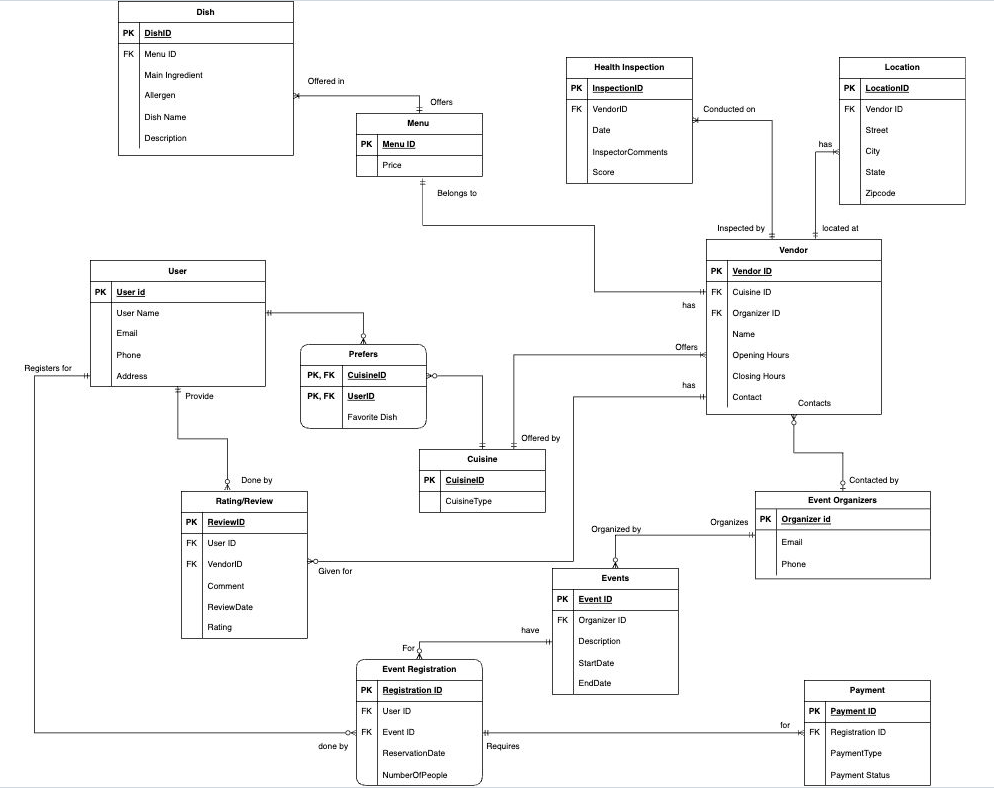 Dish
PK DishID
FK Menu ID
Main Ingredient
Allergen
Dish Name
Description
Offered in
Offers
Menu
PK Menu ID
Price
Belongs to
Health Inspection
PK InspectionID
FK VendorID
Date
InspectorComments
Score
Conducted on
Inspected by
Location
PK LocationID
FK Vendor ID
Street
City
State
Zipcode
has
located at
Vendor
PK Vendor ID
FK Cuisine ID
FK Organizer ID
Name
Opening Hours
Closing Hours
Contact
has
Offers
has
Contacts
User
PK User id
User Name
Email
Phone
Address
Registers for
Provide
Prefers
PK, FK CuisineID
PK, FK UserID
Favorite Dish
Offered by
Cuisine
PK CuisineID
CuisineType
Done by
Rating/Review
PK ReviewID
FK User ID
FK VendorID
Comment
ReviewDate
Rating
Given for
Contacted by
Event Organizers
PK Organizer id
Email
Phone
Organizes
Organized by
Events
PK Event ID
FK Organizer ID
Description
StartDate
EndDate
have
For
Event Registration
PK Registration ID
FK User ID
FK Event ID
ReservationDate
NumberOfPeople
done by
Requires
for
Payment
PK Payment ID
FK Registration ID
PaymentType
Payment Status